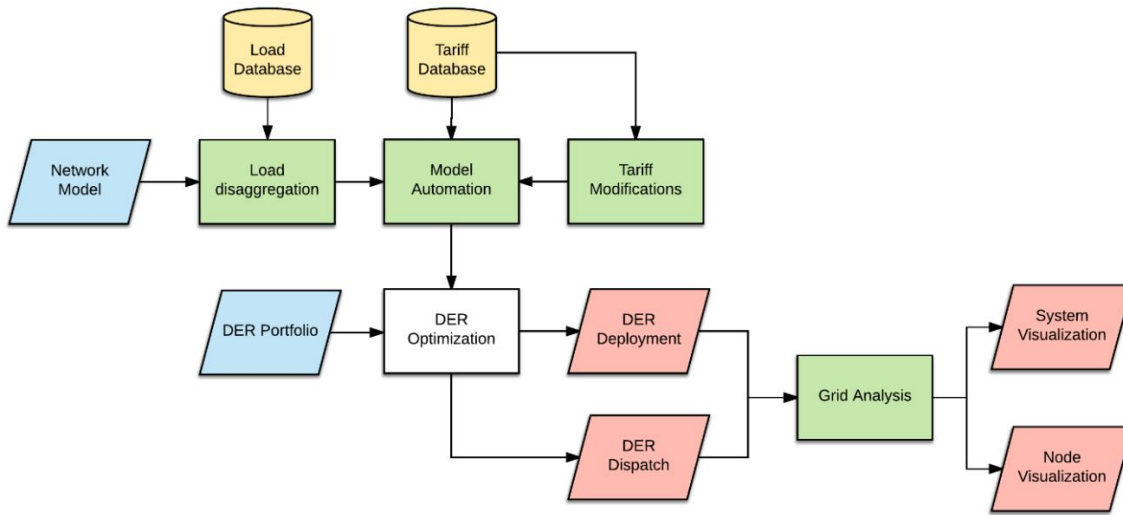 Load
Database
Tariff
Database
Network
Model
Load
disaggregation
Model
Automation
Tariff
Modifications
DER Portfolio
DER
Optimization
DER
Deployment
System
Visualization
Grid Analysis
DER
Dispatch
Node
Visualization